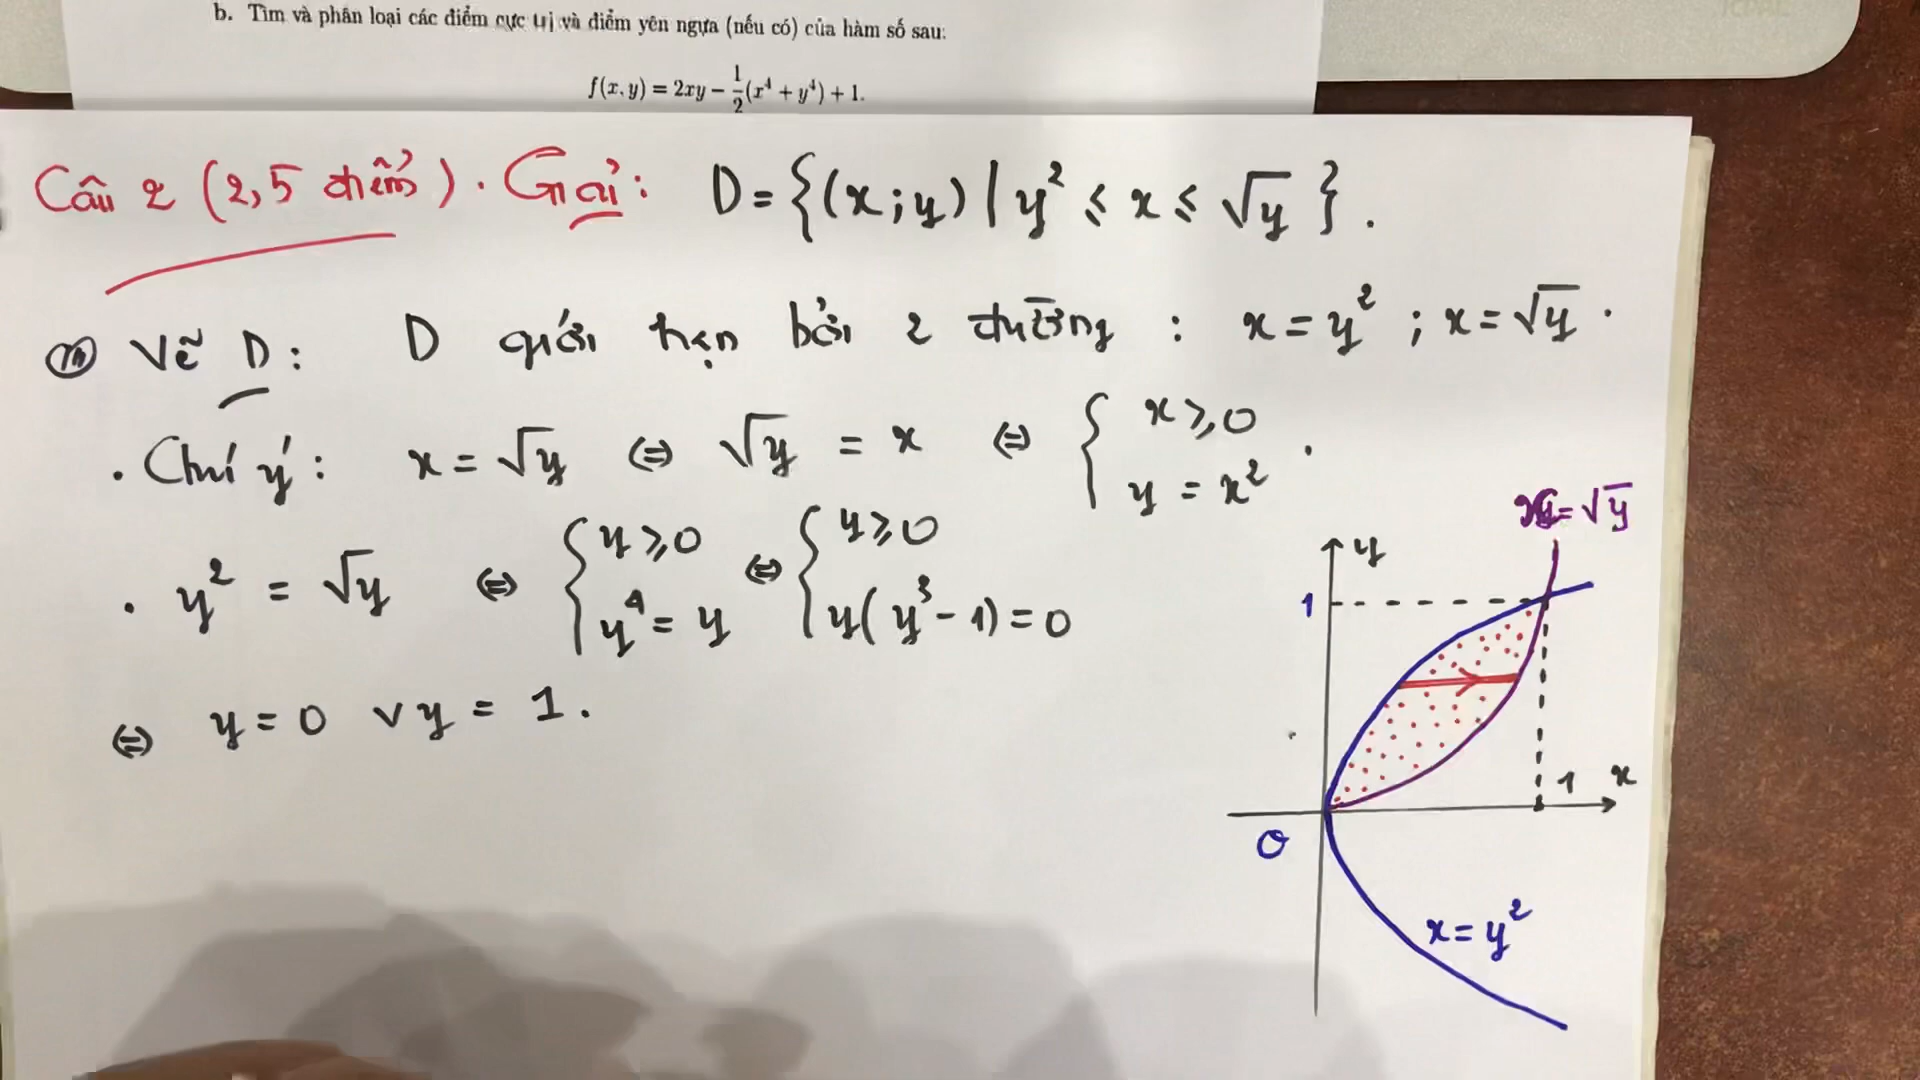 b. Tìm và phân loại các điểm cực trị và điểm yên ngựa (nếu có) của hàm số sau:
f(x, y) = 2xy − 1/2 (x⁴ + y⁴) + 1.
Câu 2 (2,5 điểm). Giải: D = {(x; y) | y² ≤ x ≤ √y}.
Vẽ D: D giới hạn bởi 2 đường : x = y² ; x = √y.
. Chú ý: x = √y ⇔ √y = x ⇔ { x ≥ 0
y = x² .
. y² = √y ⇔ { y ≥ 0 ⇔ { y ≥ 0
y⁴ = y y(y³ - 1) = 0
⇔ y = 0 ∨ y = 1.
x = √y
y
1
1 x
O
x = y²